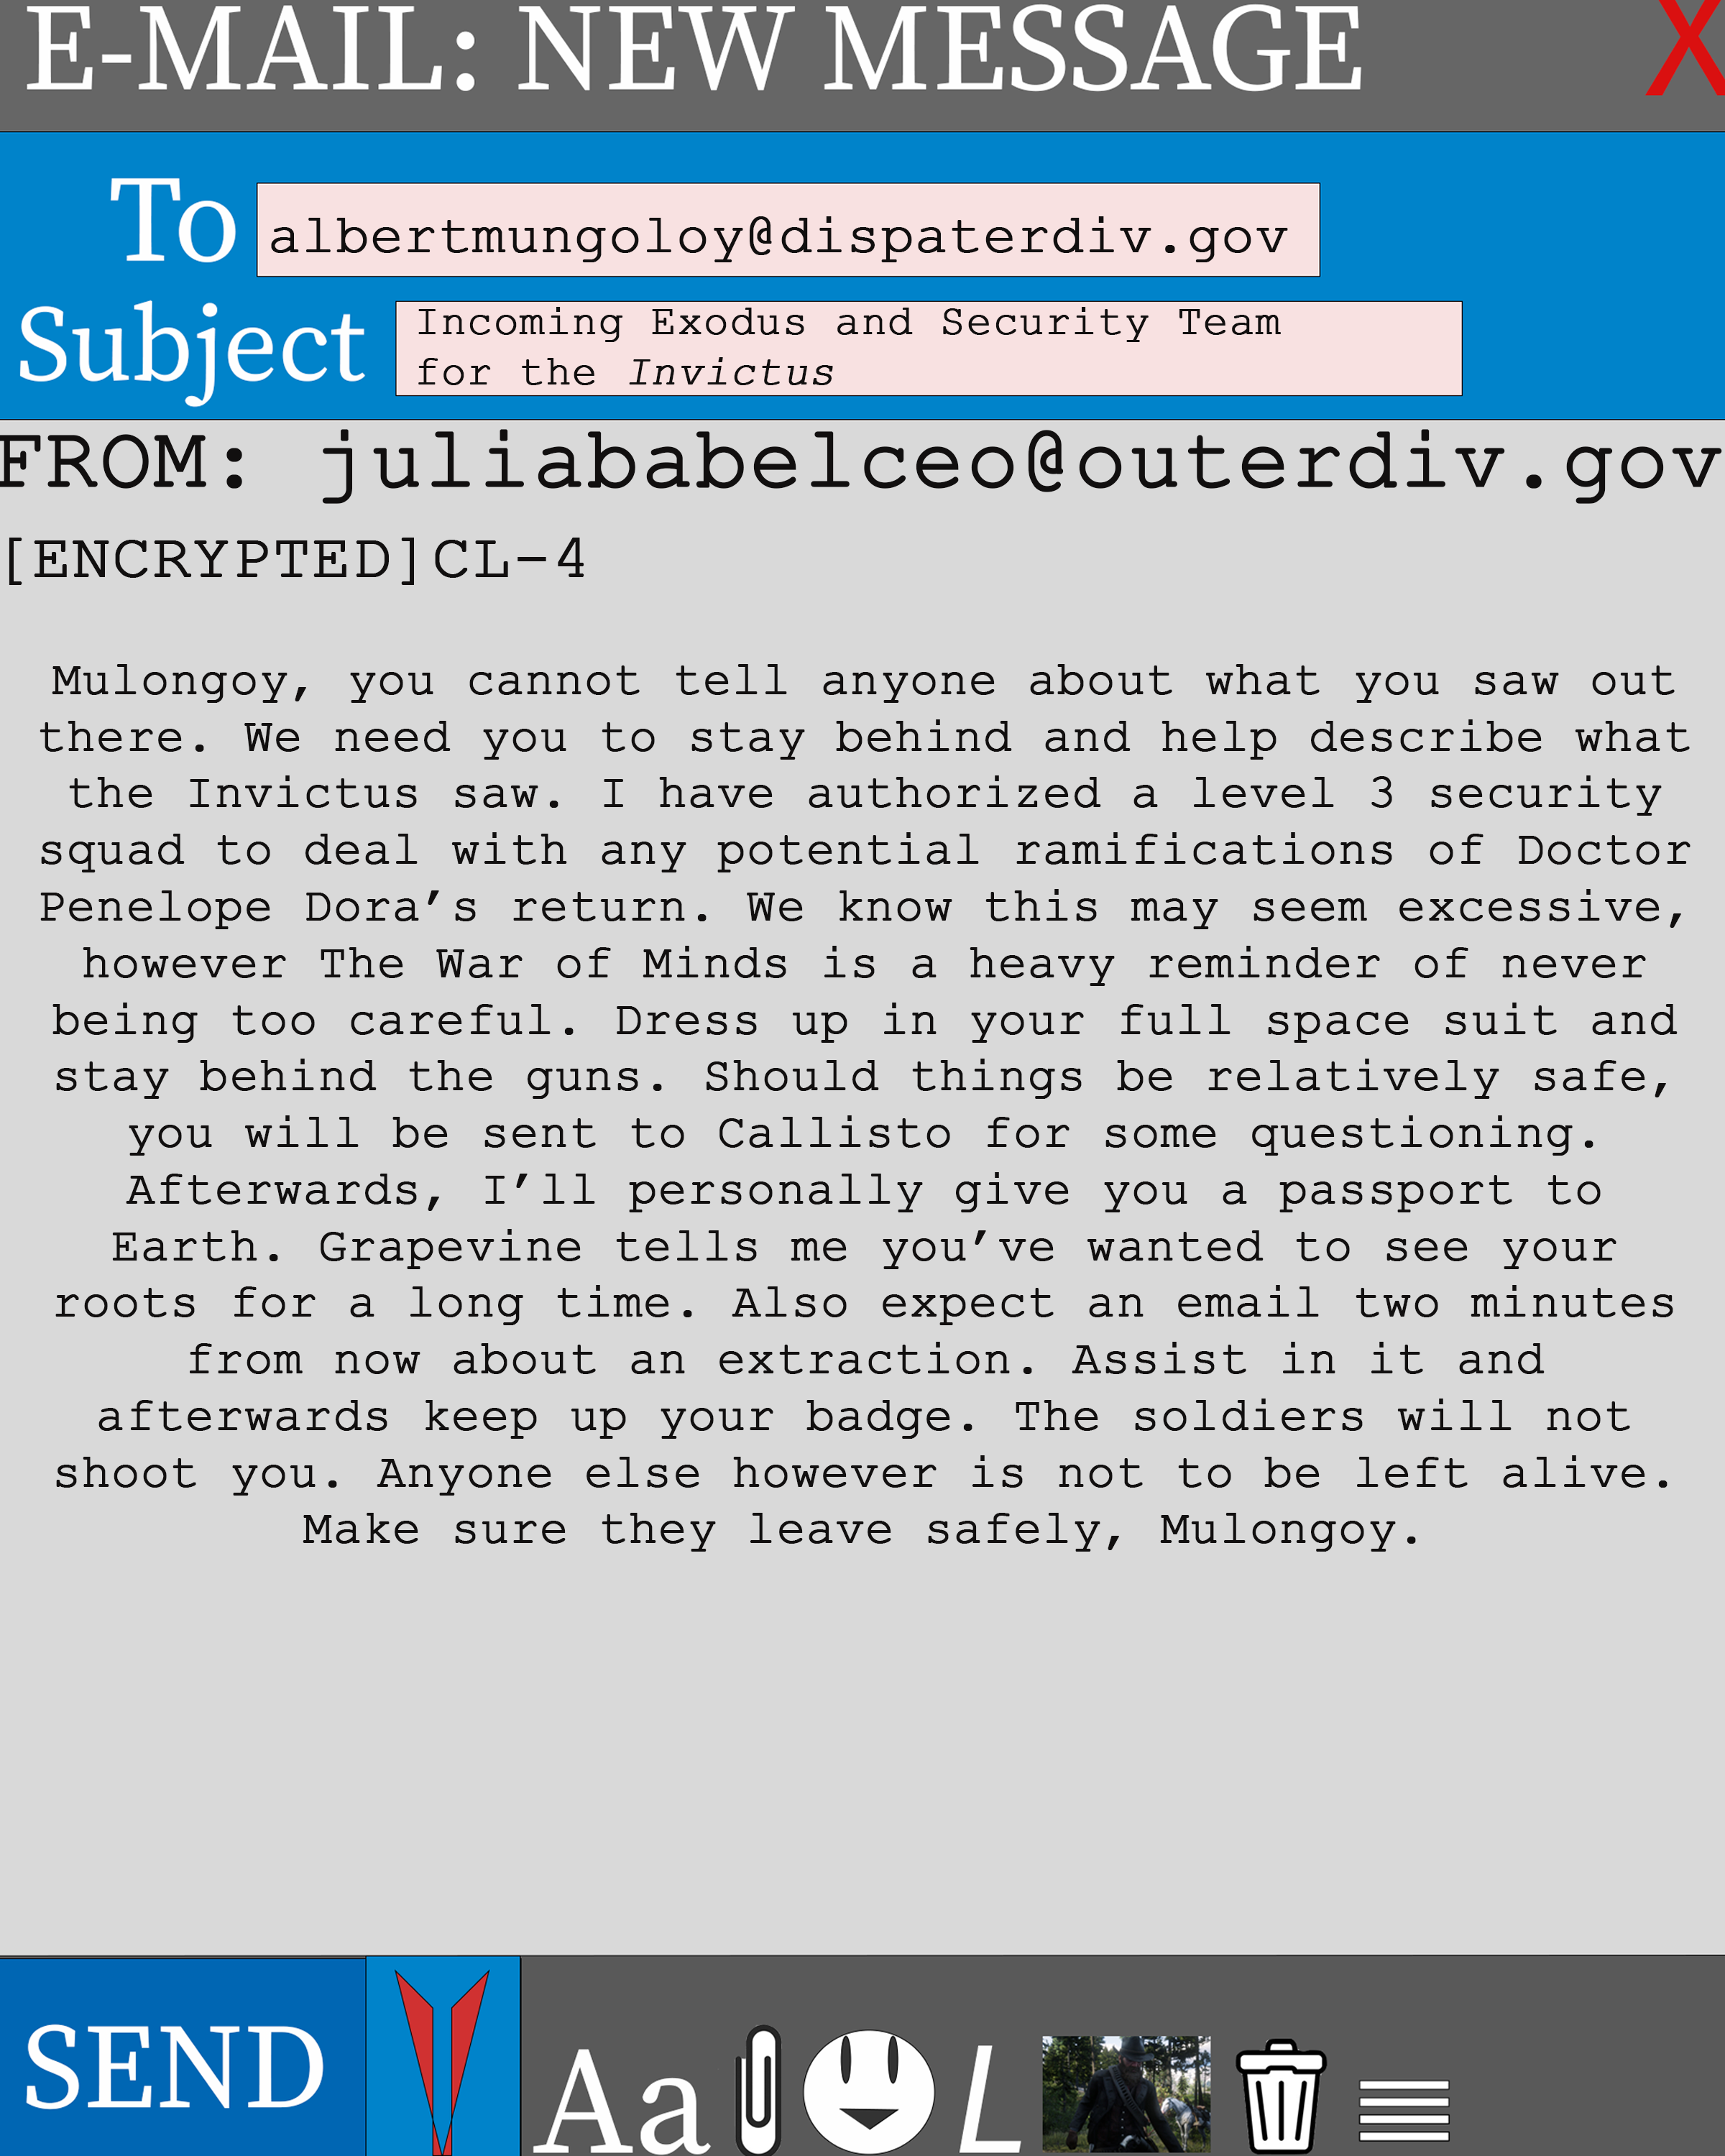 E-MAIL: NEW MESSAGE X
To albertmungoloy@dispaterdiv.gov
Subject Incoming Exodus and Security Team
for the Invictus
FROM: juliababelceo@outerdiv.gov
[ENCRYPTED]CL-4
Mulongoy, you cannot tell anyone about what you saw out
there. We need you to stay behind and help describe what
the Invictus saw. I have authorized a level 3 security
squad to deal with any potential ramifications of Doctor
Penelope Dora’s return. We know this may seem excessive,
however The War of Minds is a heavy reminder of never
being too careful. Dress up in your full space suit and
stay behind the guns. Should things be relatively safe,
you will be sent to Callisto for some questioning.
Afterwards, I’ll personally give you a passport to
Earth. Grapevine tells me you’ve wanted to see your
roots for a long time. Also expect an email two minutes
from now about an extraction. Assist in it and
afterwards keep up your badge. The soldiers will not
shoot you. Anyone else however is not to be left alive.
Make sure they leave safely, Mulongoy.
SEND Aa L